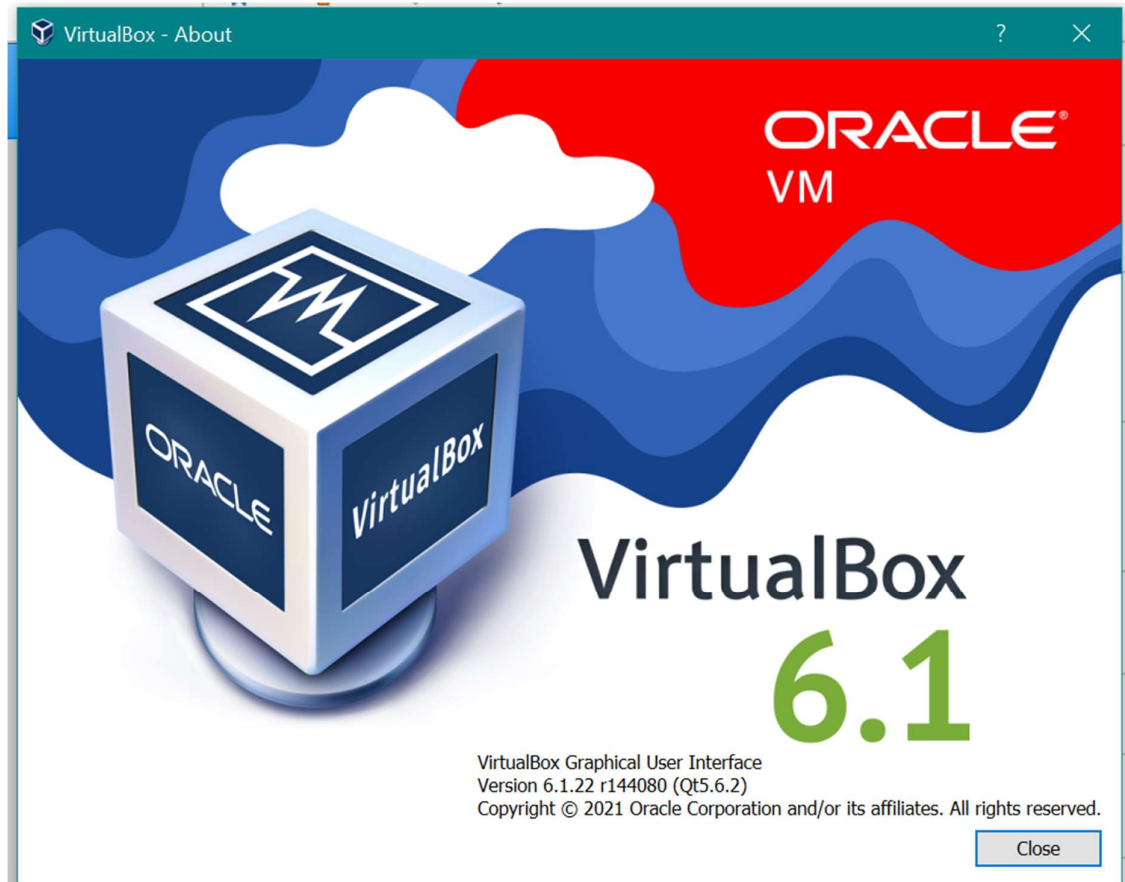 VirtualBox - About
ORACLE®
VM
ORACLE
VirtualBox
VirtualBox
6.1
VirtualBox Graphical User Interface
Version 6.1.22 r144080 (Qt5.6.2)
Copyright © 2021 Oracle Corporation and/or its affiliates. All rights reserved.
Close